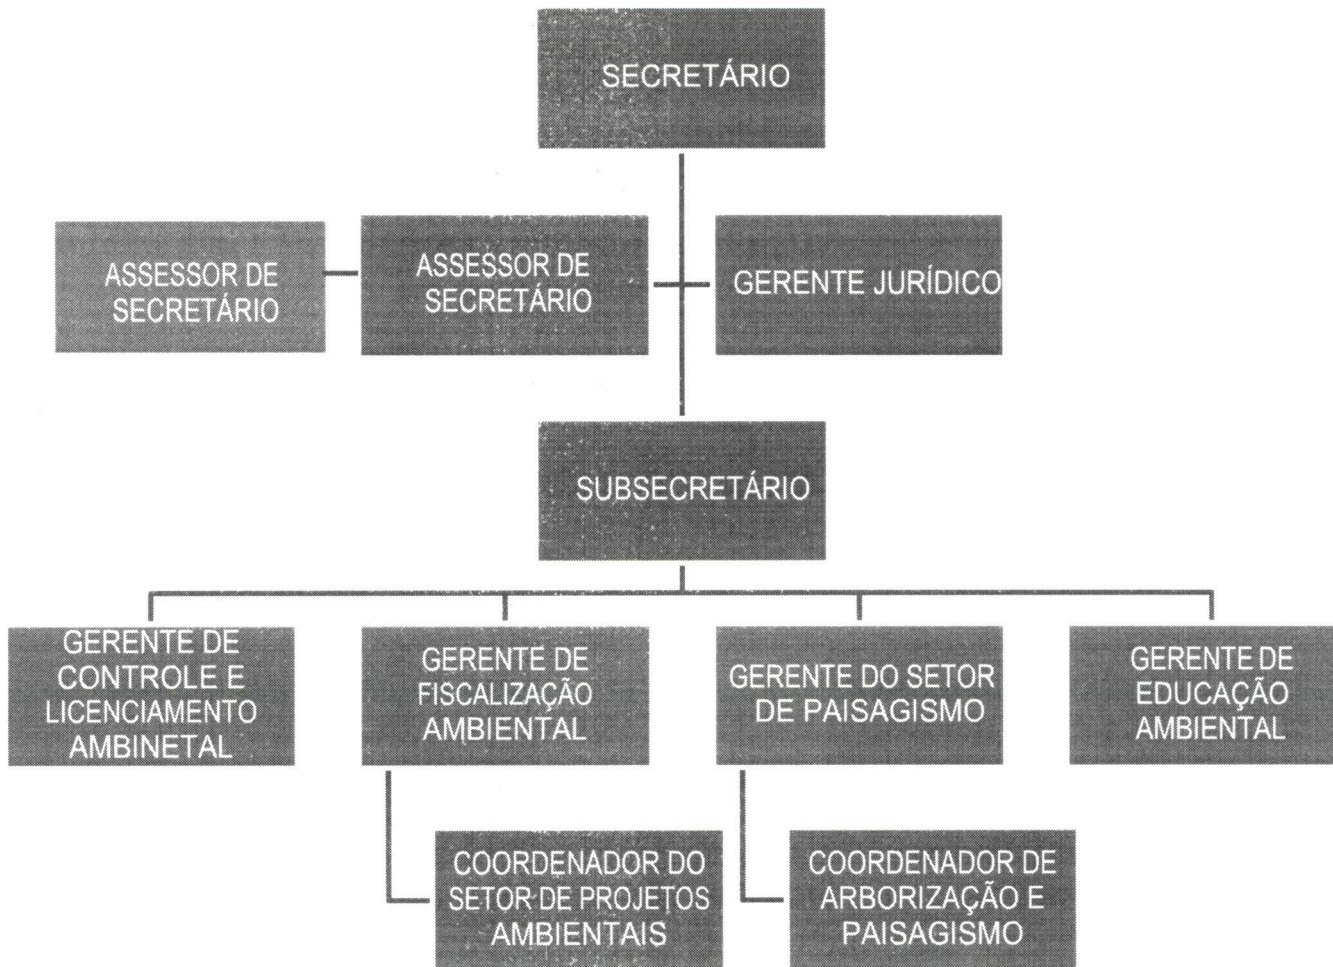 SECRETÁRIO
ASSESSOR DE
SECRETÁRIO
ASSESSOR DE
SECRETÁRIO
GERENTE JURÍDICO
SUBSECRETÁRIO
GERENTE DE
CONTROLE E
LICENCIAMENTO
AMBINETAL
GERENTE DE
FISCALIZAÇÃO
AMBIENTAL
GERENTE DO SETOR
DE PAISAGISMO
GERENTE DE
EDUCAÇÃO
AMBIENTAL
COORDENADOR DO
SETOR DE PROJETOS
AMBIENTAIS
COORDENADOR DE
ARBORIZAÇÃO E
PAISAGISMO